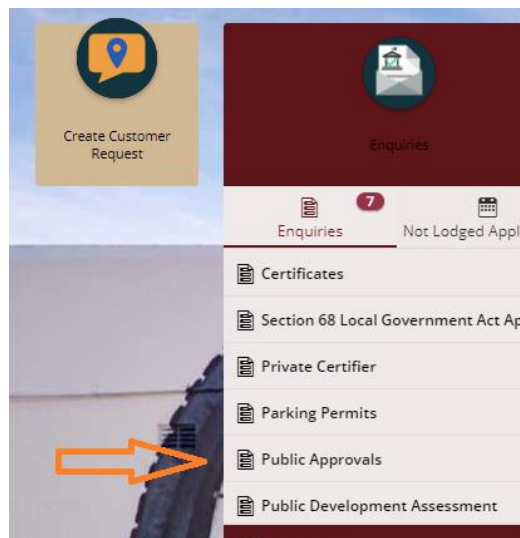 Create Customer
Request
Enquiries
7
Enquiries
Not Lodged Appl
Certificates
Section 68 Local Government Act Ap
Private Certifier
Parking Permits
Public Approvals
Public Development Assessment